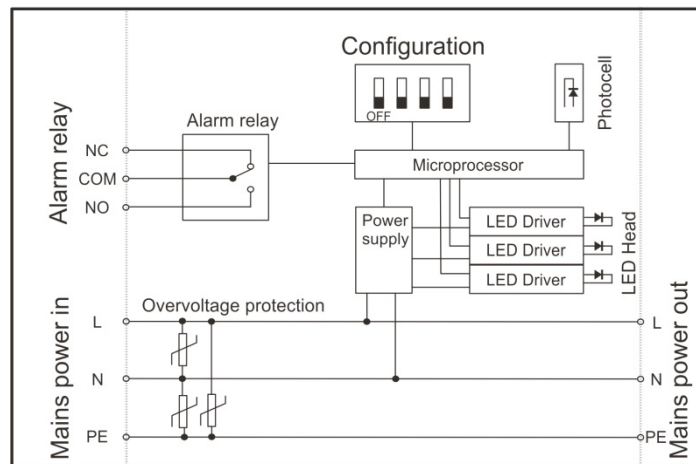 Configuration
OFF
Photocell
Alarm relay
Alarm relay
NC
COM
NO
Microprocessor
Power
supply
LED Driver
LED Driver
LED Driver
LED Head
Mains power in
Overvoltage protection
L
N
PE
Mains power out
L
N
PE